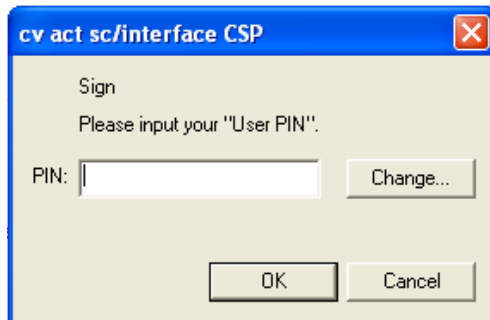 cv act sc/interface CSP
Sign
Please input your "User PIN".
PIN: Change...
OK Cancel